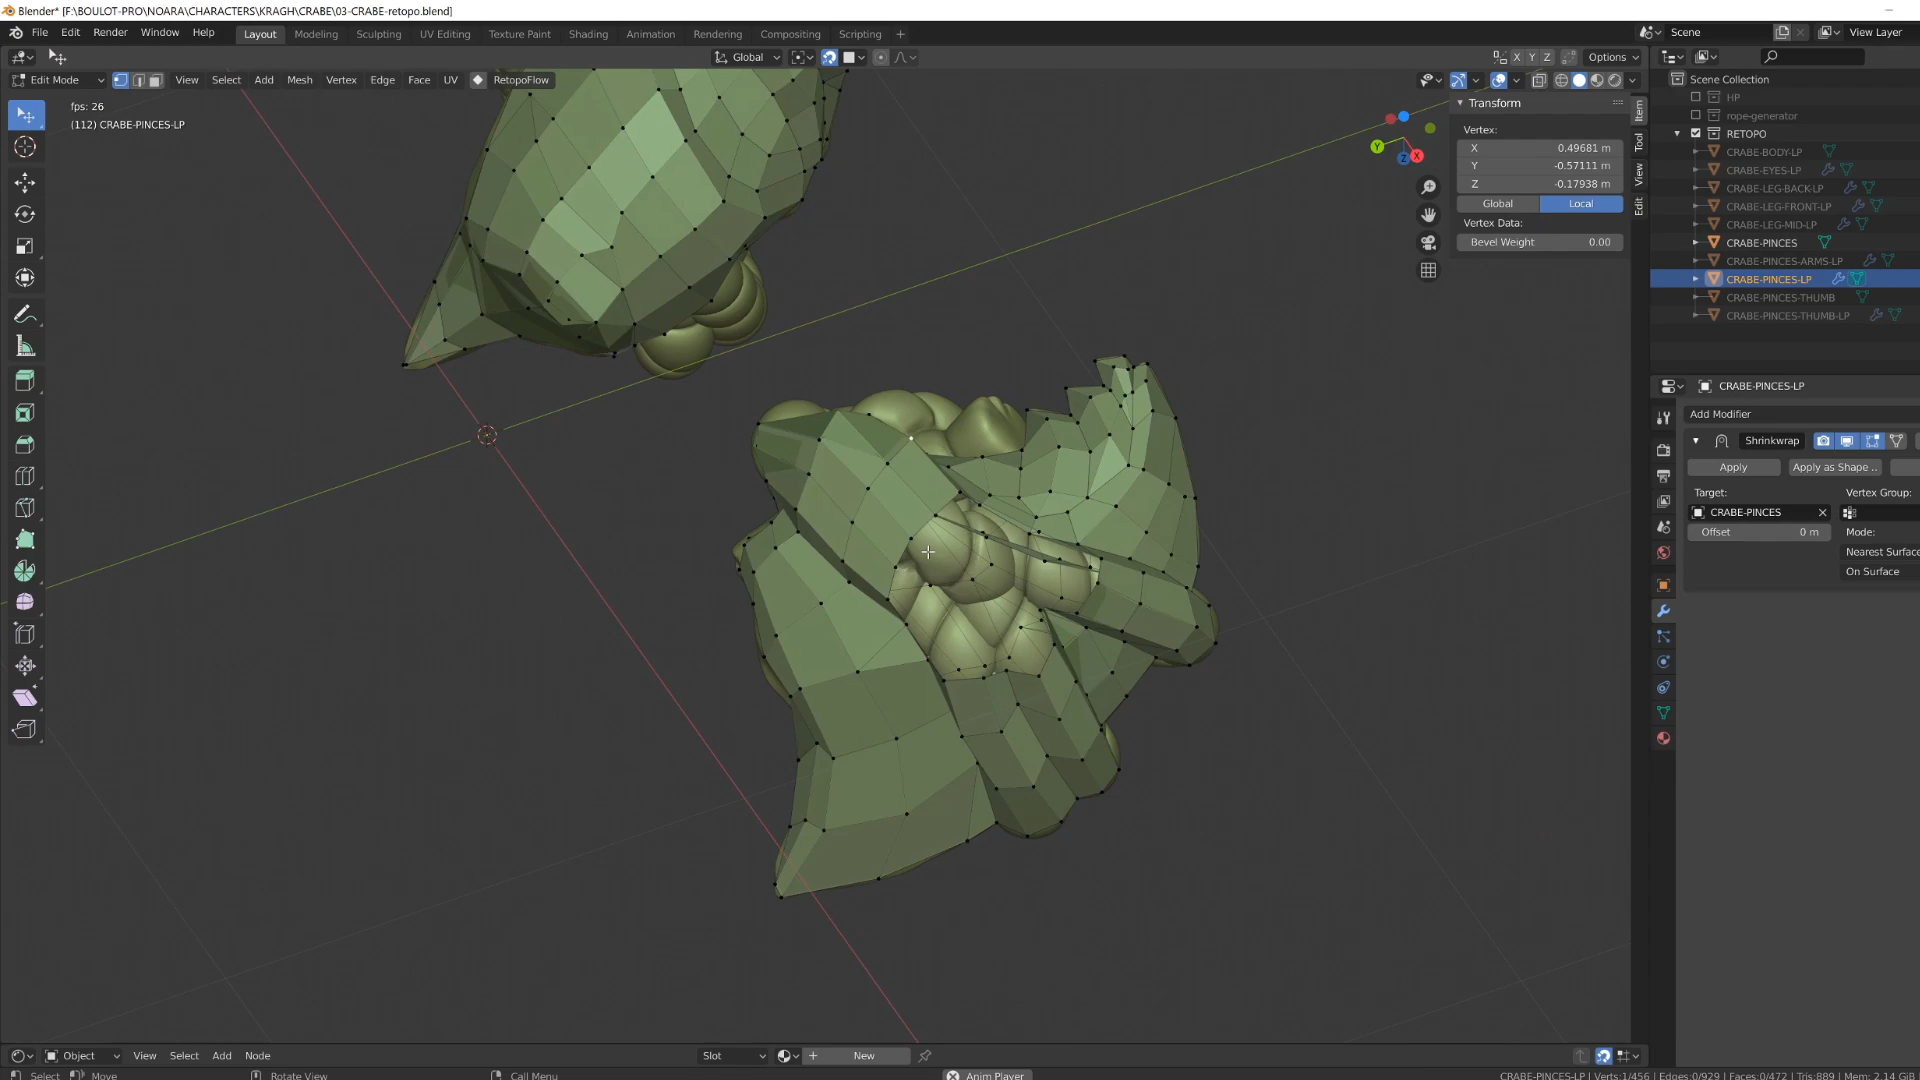 Blender* [F:\BOULOT-PRO\NOARA\CHARACTERS\KRAGH\CRABE\03-CRABE-retopo.blend]
File Edit Render Window Help
Layout Modeling Sculpting UV Editing Texture Paint Shading Animation Rendering Compositing Scripting +
Scene
View Layer
Global
X Y Z
Options
Edit Mode View Select Add Mesh Vertex Edge Face UV RetopoFlow
fps: 26
(112) CRABE-PINCES-LP
Transform
Vertex:
X 0.49681 m
Y -0.57111 m
Z -0.17938 m
Global Local
Vertex Data:
Bevel Weight 0.00
Item
Tool
View
Edit
Y
Z
X
Scene Collection
HP
rope-generator
RETOPO
CRABE-BODY-LP
CRABE-EYES-LP
CRABE-LEG-BACK-LP
CRABE-LEG-FRONT-LP
CRABE-LEG-MID-LP
CRABE-PINCES
CRABE-PINCES-ARMS-LP
CRABE-PINCES-LP
CRABE-PINCES-THUMB
CRABE-PINCES-THUMB-LP
CRABE-PINCES-LP
Add Modifier
Shrinkwrap
Apply Apply as Shape ..
Target: Vertex Group:
CRABE-PINCES
Offset 0 m Mode:
Nearest Surface
On Surface
Object View Select Add Node
Slot
+ New
Select Move Rotate View Call Menu
Anim Player
CRABE-PINCES-LP | Verts:1/456 | Edges:0/929 | Faces:0/472 | Tris:889 | Mem: 2.14 GiB